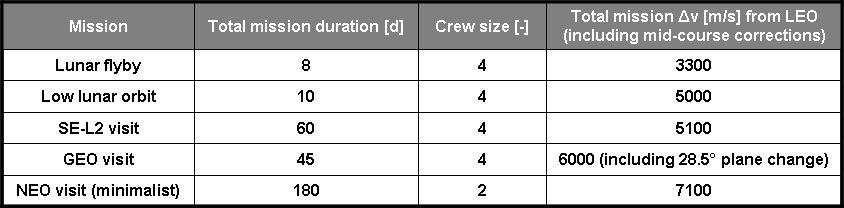 Mission Total mission duration [d] Crew size [-] Total mission Δv [m/s] from LEO
(including mid-course corrections)
Lunar flyby 8 4 3300
Low lunar orbit 10 4 5000
SE-L2 visit 60 4 5100
GEO visit 45 4 6000 (including 28.5° plane change)
NEO visit (minimalist) 180 2 7100